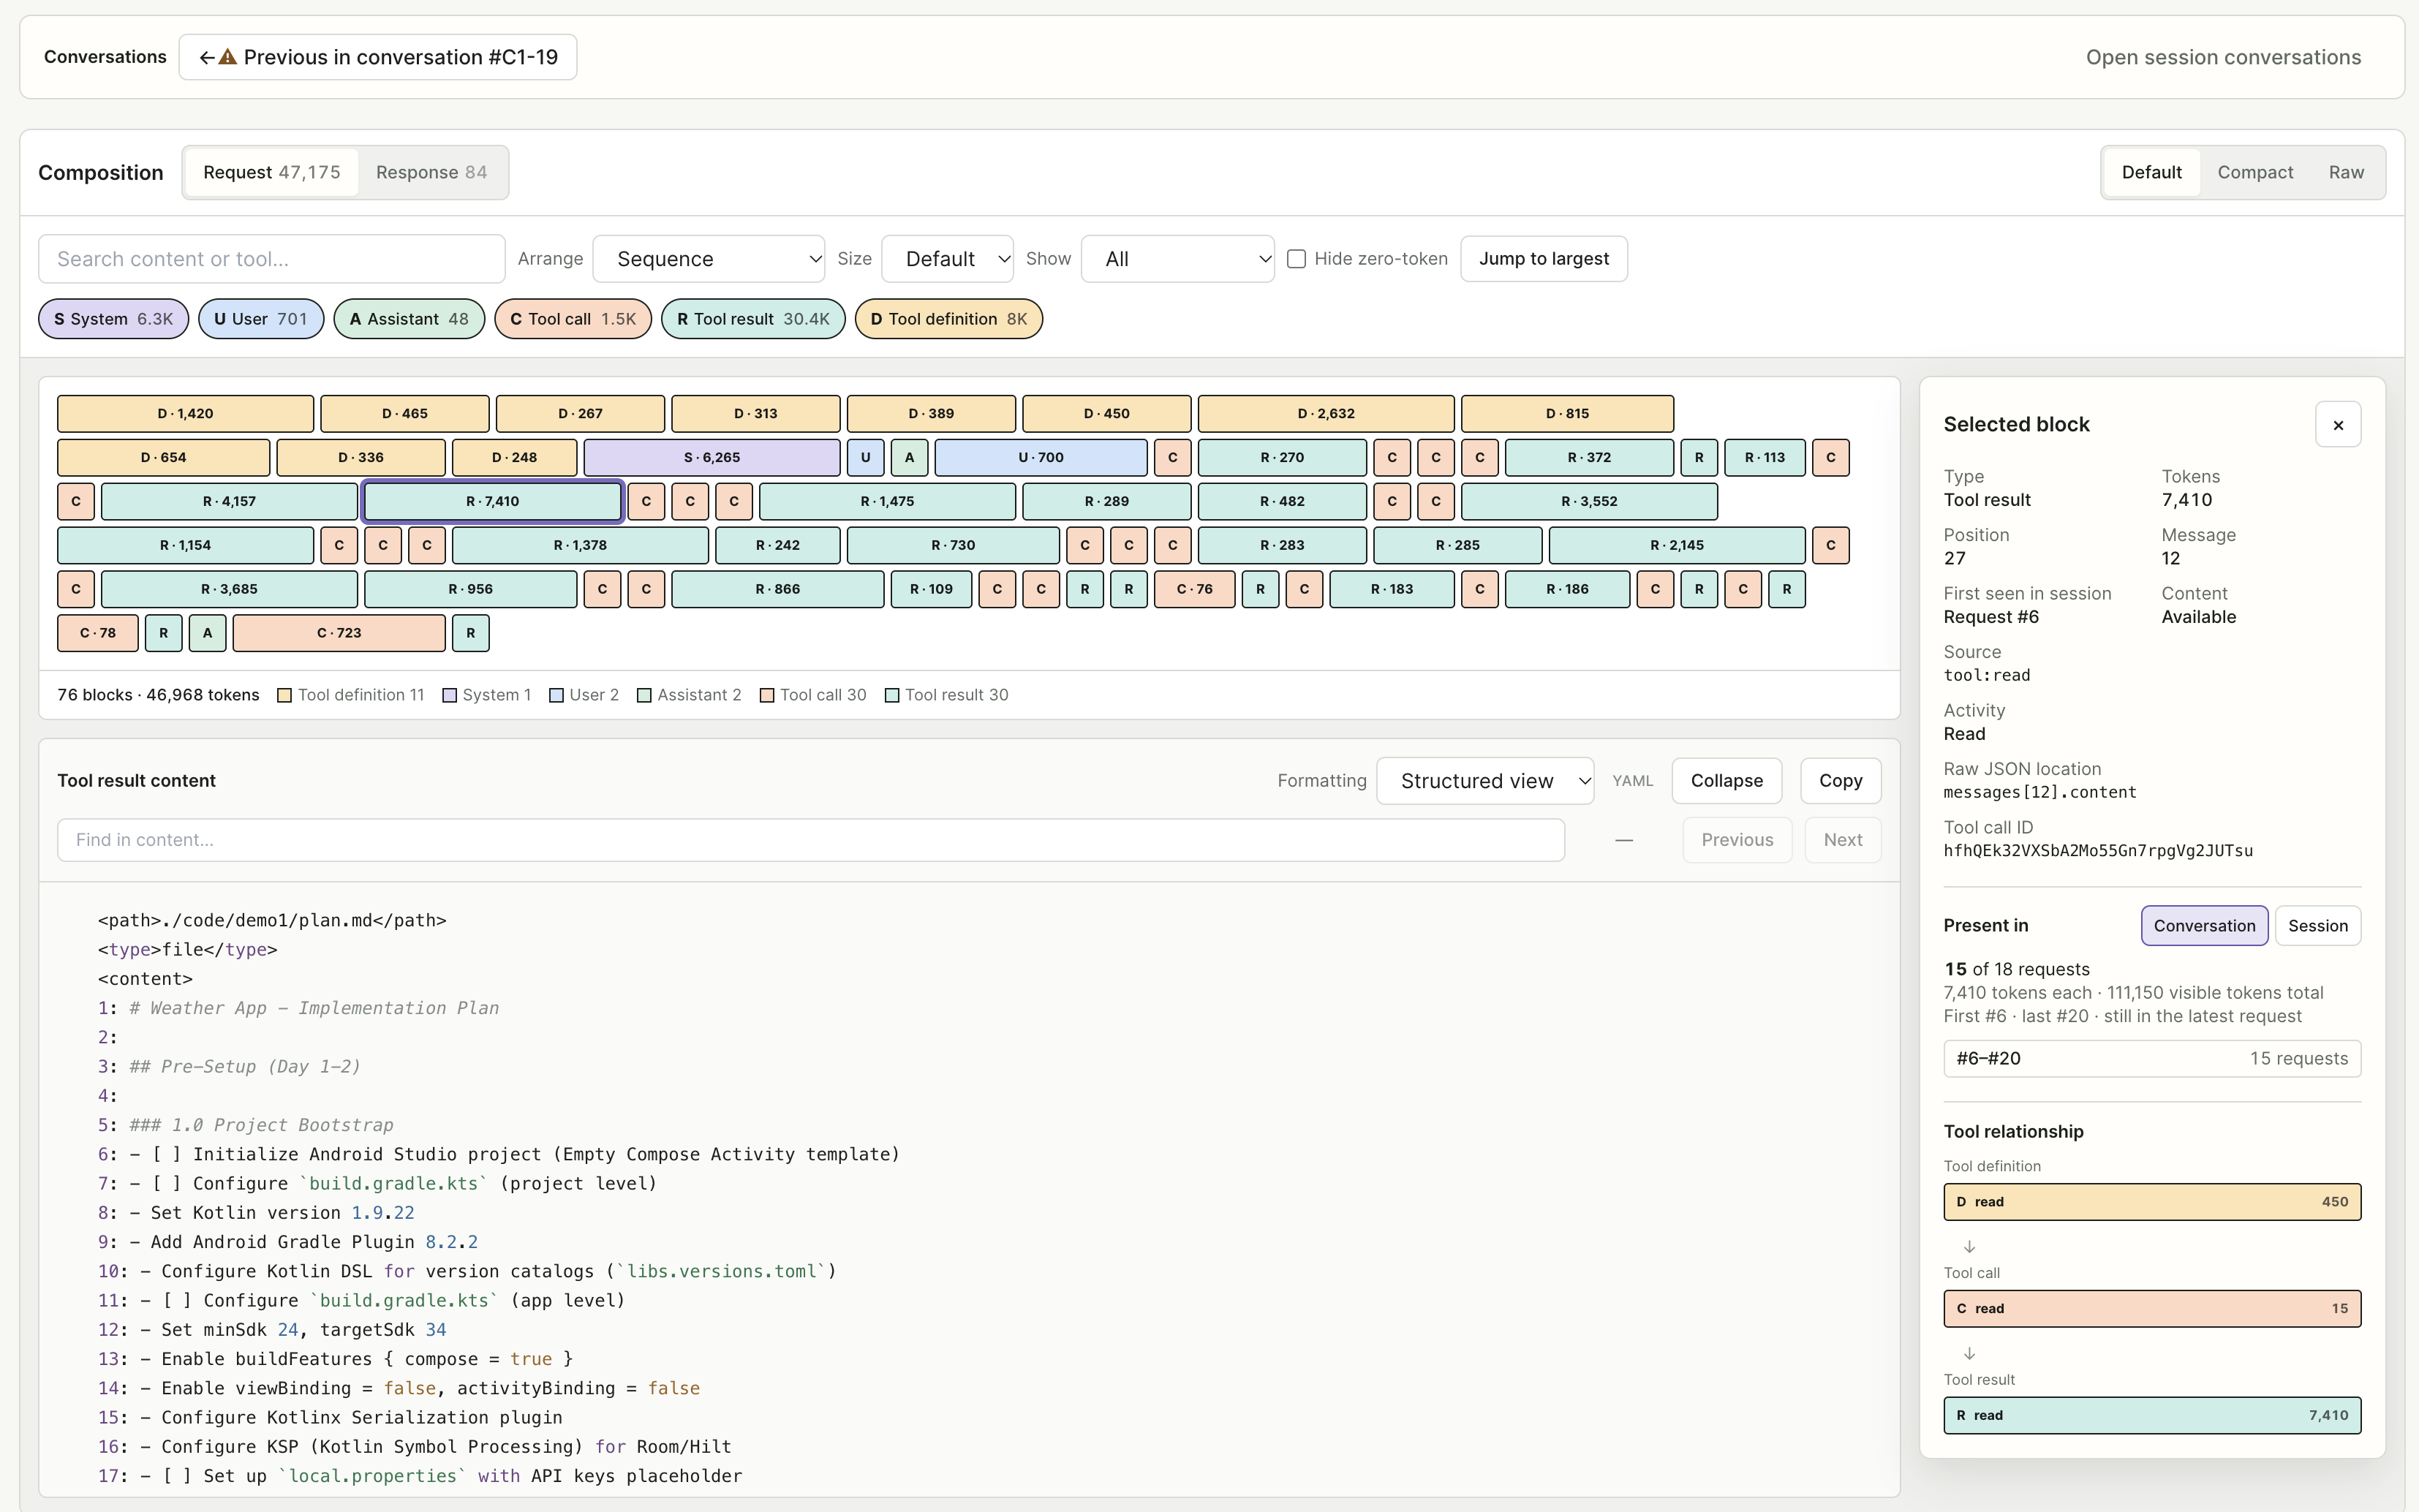 Conversations ← Previous in conversation #C1-19 Open session conversations
Composition Request 47,175 Response 84 Default Compact Raw
Search content or tool... Arrange Sequence Size Default Show All Hide zero-token Jump to largest
S System 6.3K U User 701 A Assistant 48 C Tool call 1.5K R Tool result 30.4K D Tool definition 8K
D · 1,420 D · 465 D · 267 D · 313 D · 389 D · 450 D · 2,632 D · 815
D · 654 D · 336 D · 248 S · 6,265 U A U · 700 C R · 270 C C C R · 372 R R · 113 C
C R · 4,157 R · 7,410 C C C R · 1,475 R · 289 R · 482 C C R · 3,552
R · 1,154 C C C R · 1,378 R · 242 R · 730 C C C R · 283 R · 285 R · 2,145 C
C R · 3,685 R · 956 C C R · 866 R · 109 C C R R C · 76 R C R · 183 C R · 186 C R C R
C · 78 R A C · 723 R
76 blocks · 46,968 tokens Tool definition 11 System 1 User 2 Assistant 2 Tool call 30 Tool result 30
Tool result content Formatting Structured view YAML Collapse Copy
Find in content... — Previous Next
<path>./code/demo1/plan.md</path>
<type>file</type>
<content>
1: # Weather App — Implementation Plan
2:
3: ## Pre-Setup (Day 1-2)
4:
5: ### 1.0 Project Bootstrap
6: - [ ] Initialize Android Studio project (Empty Compose Activity template)
7: - [ ] Configure `build.gradle.kts` (project level)
8: - Set Kotlin version 1.9.22
9: - Add Android Gradle Plugin 8.2.2
10: - Configure Kotlin DSL for version catalogs (`libs.versions.toml`)
11: - [ ] Configure `build.gradle.kts` (app level)
12: - Set minSdk 24, targetSdk 34
13: - Enable buildFeatures { compose = true }
14: - Enable viewBinding = false, activityBinding = false
15: - Configure Kotlinx Serialization plugin
16: - Configure KSP (Kotlin Symbol Processing) for Room/Hilt
17: - [ ] Set up `local.properties` with API keys placeholder
Selected block ×
Type Tokens
Tool result 7,410
Position Message
27 12
First seen in session Content
Request #6 Available
Source
tool:read
Activity
Read
Raw JSON location
messages[12].content
Tool call ID
hfhQEk32VXSbA2Mo55Gn7rpgVg2JUTsu
Present in Conversation Session
15 of 18 requests
7,410 tokens each · 111,150 visible tokens total
First #6 · last #20 · still in the latest request
#6–#20 15 requests
Tool relationship
Tool definition
D read 450
↓
Tool call
C read 15
↓
Tool result
R read 7,410